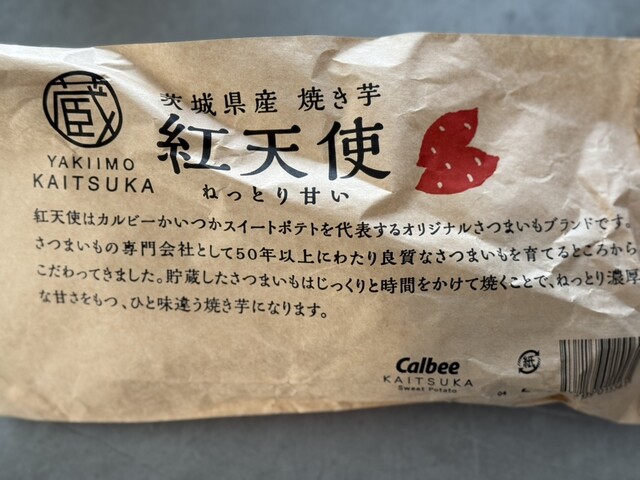 蔵
YAKIIMO
KAITSUKA
茨城県産 焼き芋
紅天使
ねっとり甘い
紅天使はカルビーかいつかスイートポテトを代表するオリジナルさつまいもブランドです。
さつまいもの専門会社として50年以上にわたり良質なさつまいもを育てるところから
こだわってきました。貯蔵したさつまいもはじっくりと時間をかけて焼くことで、ねっとり濃厚
な甘さをもつ、ひと味違う焼き芋になります。
Calbee
KAITSUKA
Sweet Potato
紙